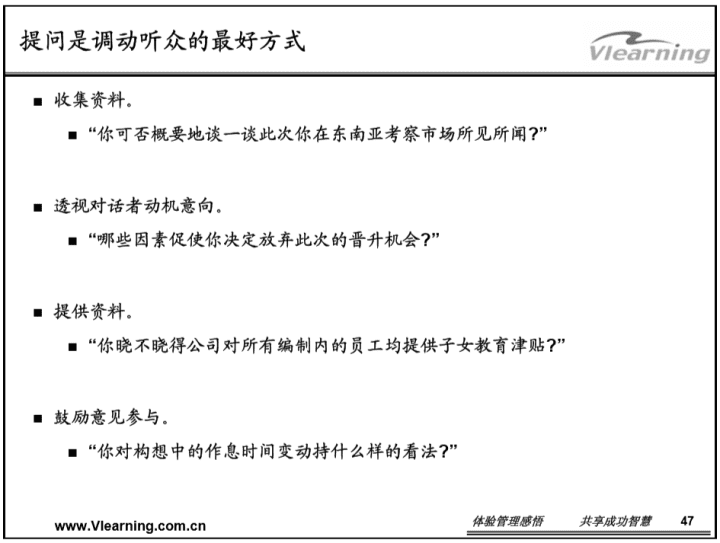 提问是调动听众的最好方式
Vlearning
■ 收集资料。
■ “你可否概要地谈一谈此次你在东南亚考察市场所见所闻?”
■ 透视对话者动机意向。
■ “哪些因素促使你决定放弃此次的晋升机会?”
■ 提供资料。
■ “你晓不晓得公司对所有编制内的员工均提供子女教育津贴?”
■ 鼓励意见参与。
■ “你对构想中的作息时间变动持什么样的看法?”
www.Vlearning.com.cn 体验管理感悟 共享成功智慧 47